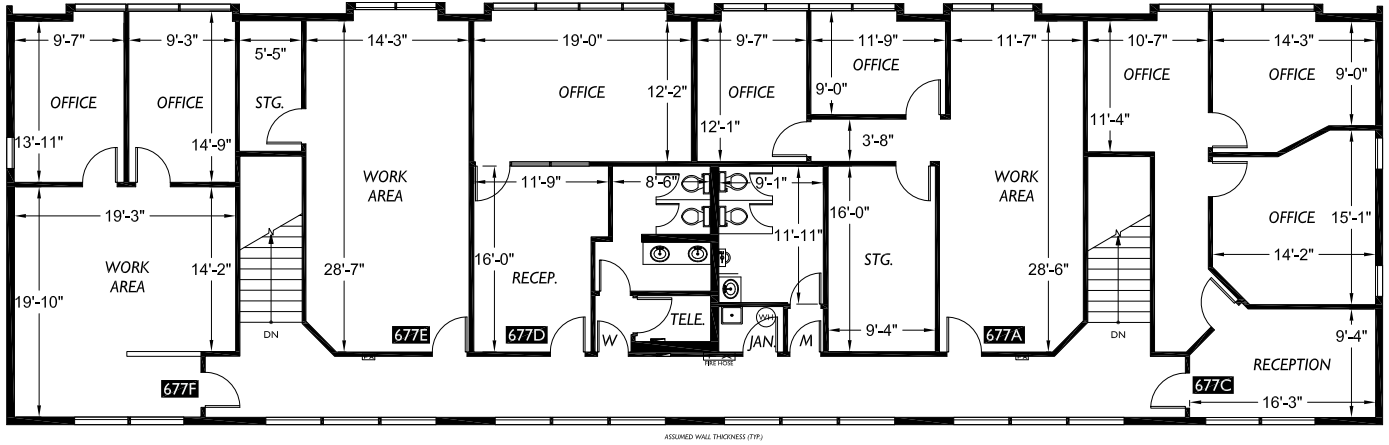 9'-7"
9'-3"
5'-5"
14'-3"
19'-0"
9'-7"
11'-9"
11'-7"
10'-7"
14'-3"
OFFICE
OFFICE
STG.
OFFICE
12'-2"
OFFICE
OFFICE
9'-0"
OFFICE
OFFICE
9'-0"
13'-11"
14'-9"
12'-1"
3'-8"
11'-4"
WORK
AREA
11'-9"
8'-6"
9'-1"
WORK
AREA
19'-3"
16'-0"
OFFICE
15'-1"
WORK
AREA
14'-2"
28'-7"
16'-0"
RECEP.
11'-11"
STG.
28'-6"
14'-2"
19'-10"
DN
677E
677D
W
TELE.
WH
JAN.
M
9'-4"
677A
DN
9'-4"
RECEPTION
FIRE HOSE
677F
677C
16'-3"
ASSUMED WALL THICKNESS (TYP.)